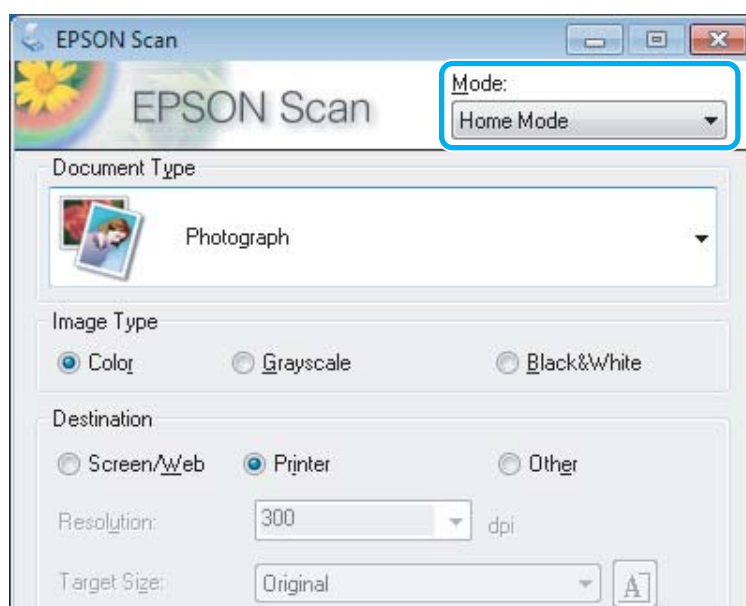 EPSON Scan
EPSON Scan
Mode:
Home Mode
Document Type
Photograph
Image Type
Color Grayscale Black&White
Destination
Screen/Web Printer Other
Resolution: 300 dpi
Target Size: Original A